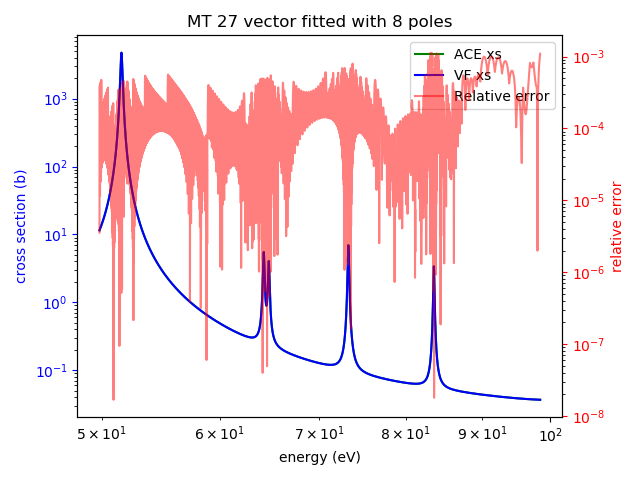 MT 27 vector fitted with 8 poles
ACE xs
VF xs
Relative error
cross section (b)
10³
10²
10¹
10⁰
10⁻¹
relative error
10⁻³
10⁻⁴
10⁻⁵
10⁻⁶
10⁻⁷
10⁻⁸
5 × 10¹
6 × 10¹
7 × 10¹
8 × 10¹
9 × 10¹
10²
energy (eV)